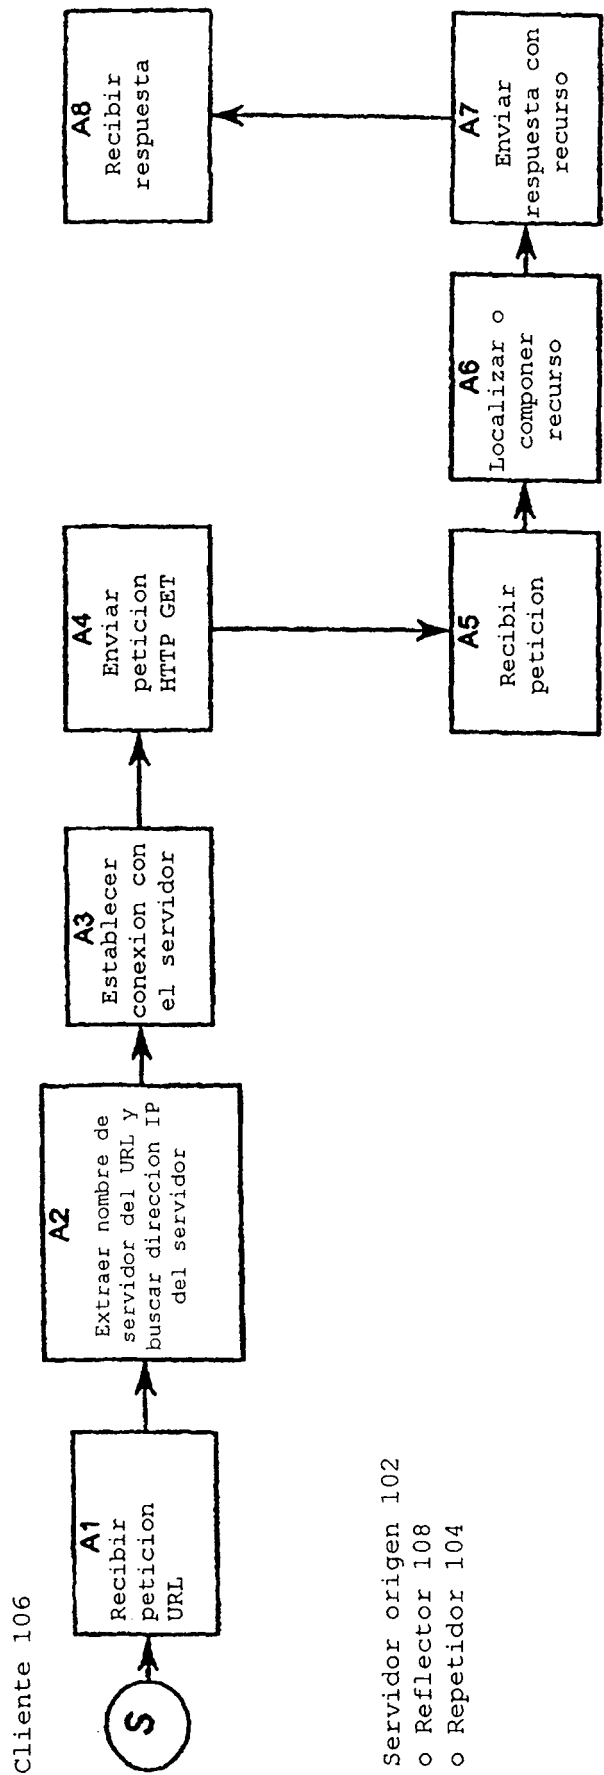 Cliente 106
S
A1
Recibir
peticion
URL
A2
Extraer nombre de
servidor del URL y
buscar direccion IP
del servidor
A3
Establecer
conexion con
el servidor
A4
Enviar
peticion
HTTP GET
A8
Recibir
respuesta
Servidor origen 102
o Reflector 108
o Repetidor 104
A5
Recibir
peticion
A6
Localizar o
componer
recurso
A7
Enviar
respuesta con
recurso